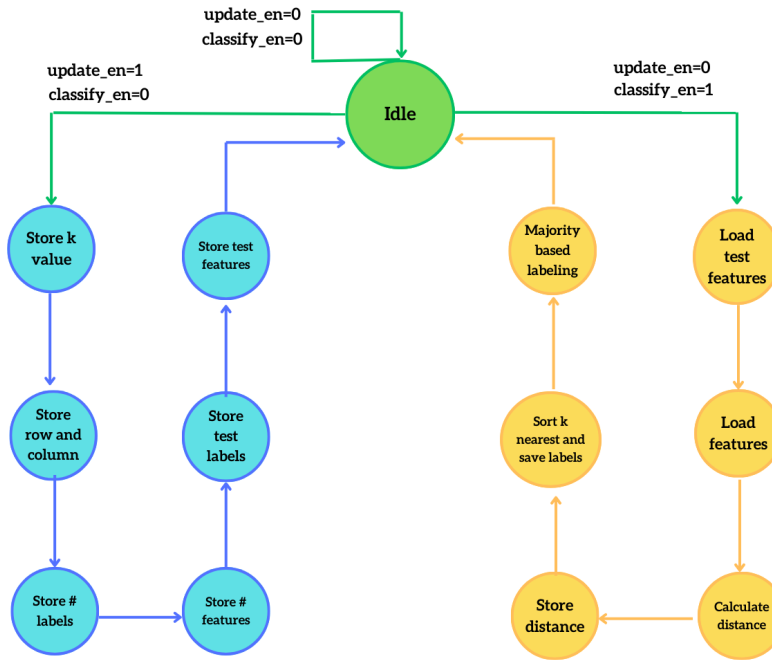 update_en=0
classify_en=0
update_en=1
classify_en=0
update_en=0
classify_en=1
Idle
Store k
value
Store test
features
Majority
based
labeling
Load
test
features
Store
row and
column
Store
test
labels
Sort k
nearest and
save labels
Load
features
Store #
labels
Store #
features
Store
distance
Calculate
distance